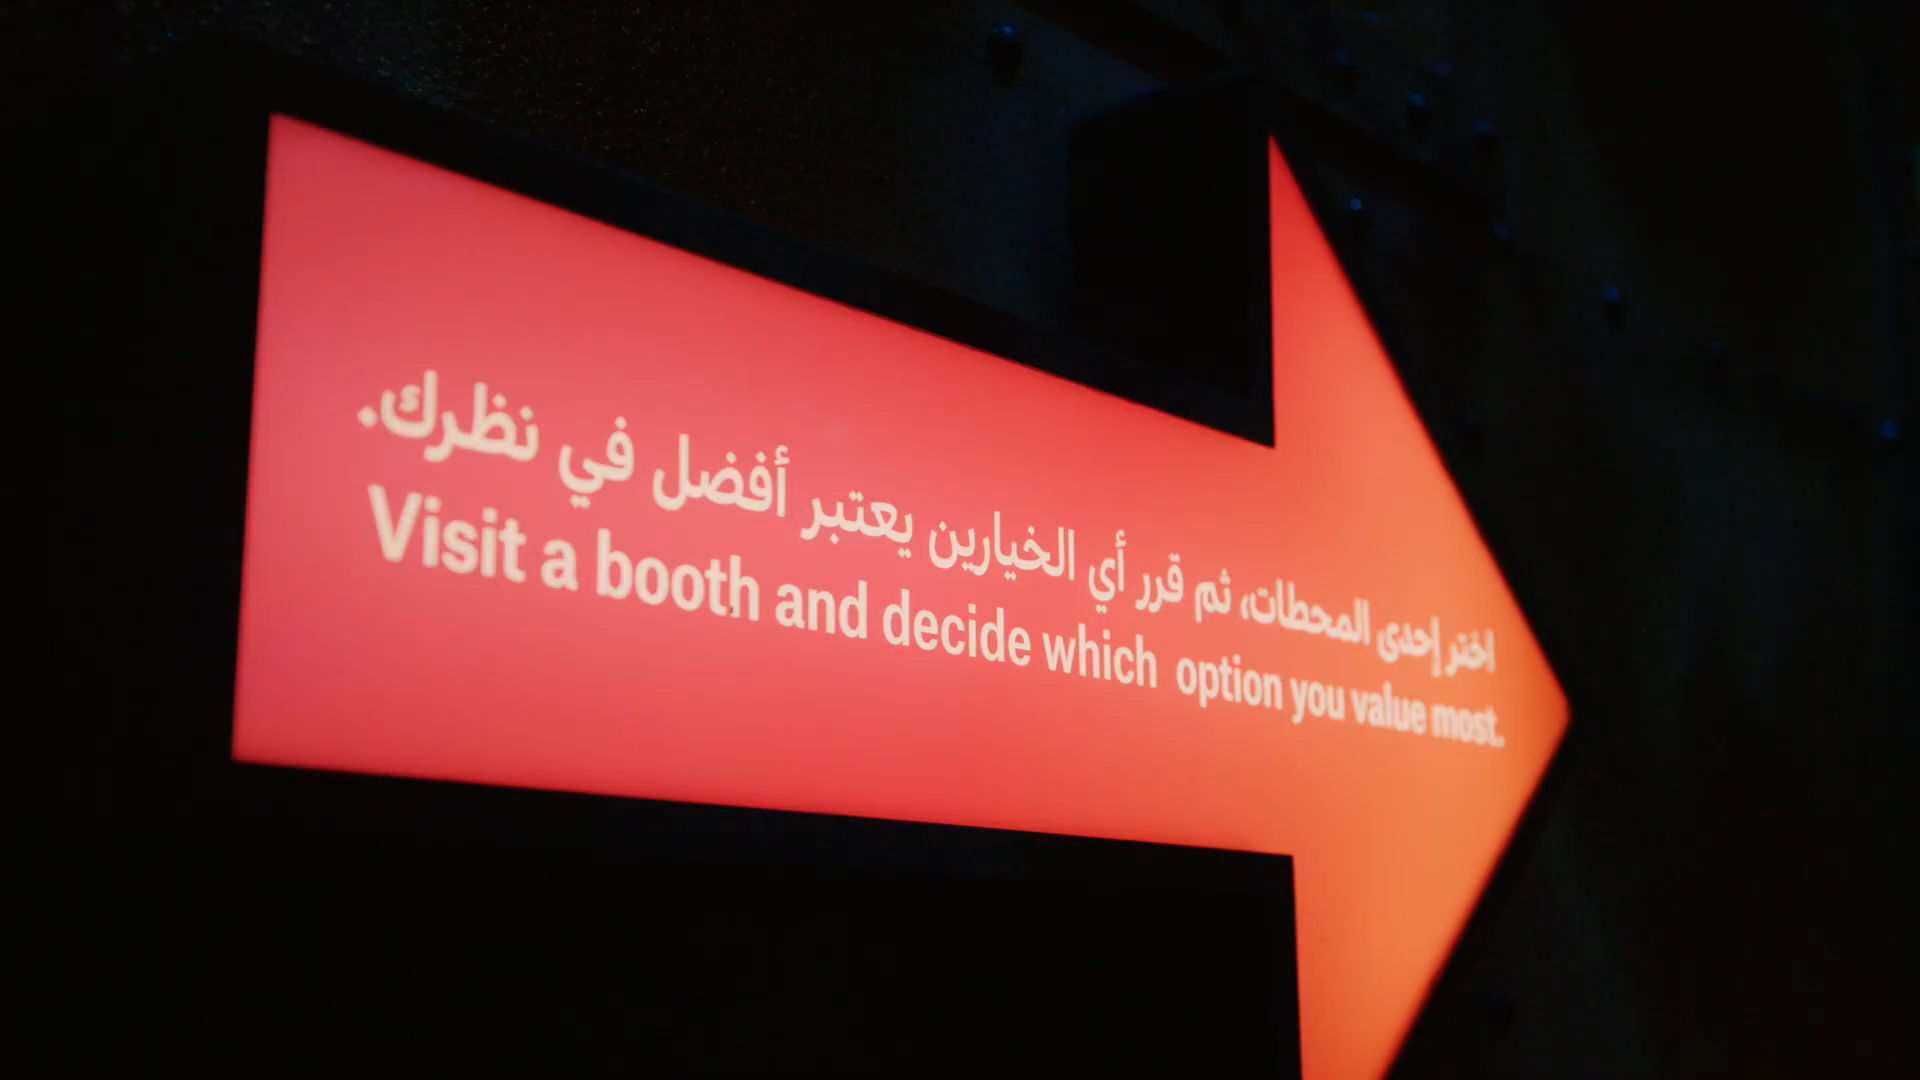 اختر إحدى المحطات، ثم قرر أي الخيارين يعتبر أفضل في نظرك.
Visit a booth and decide which option you value most.